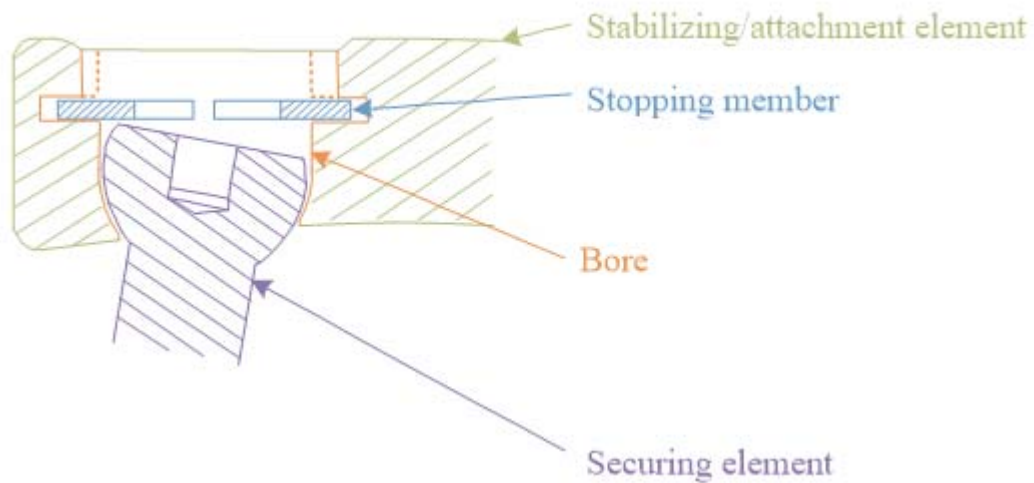 Stabilizing/attachment element
Stopping member
Bore
Securing element